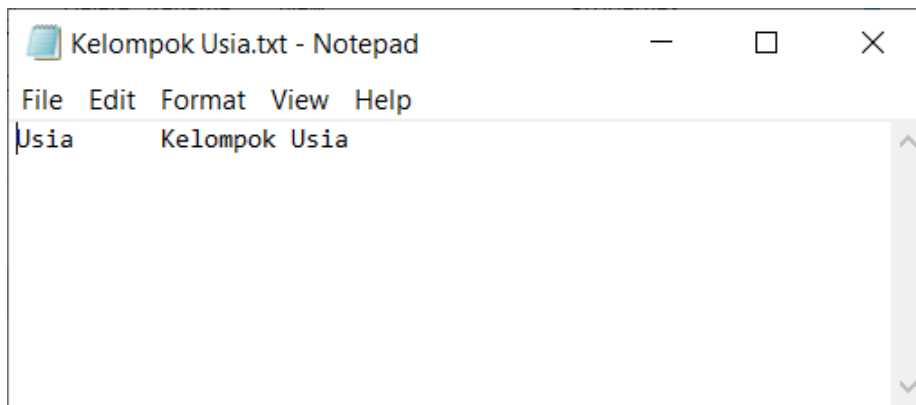 Kelompok Usia.txt - Notepad
File Edit Format View Help
Usia Kelompok Usia